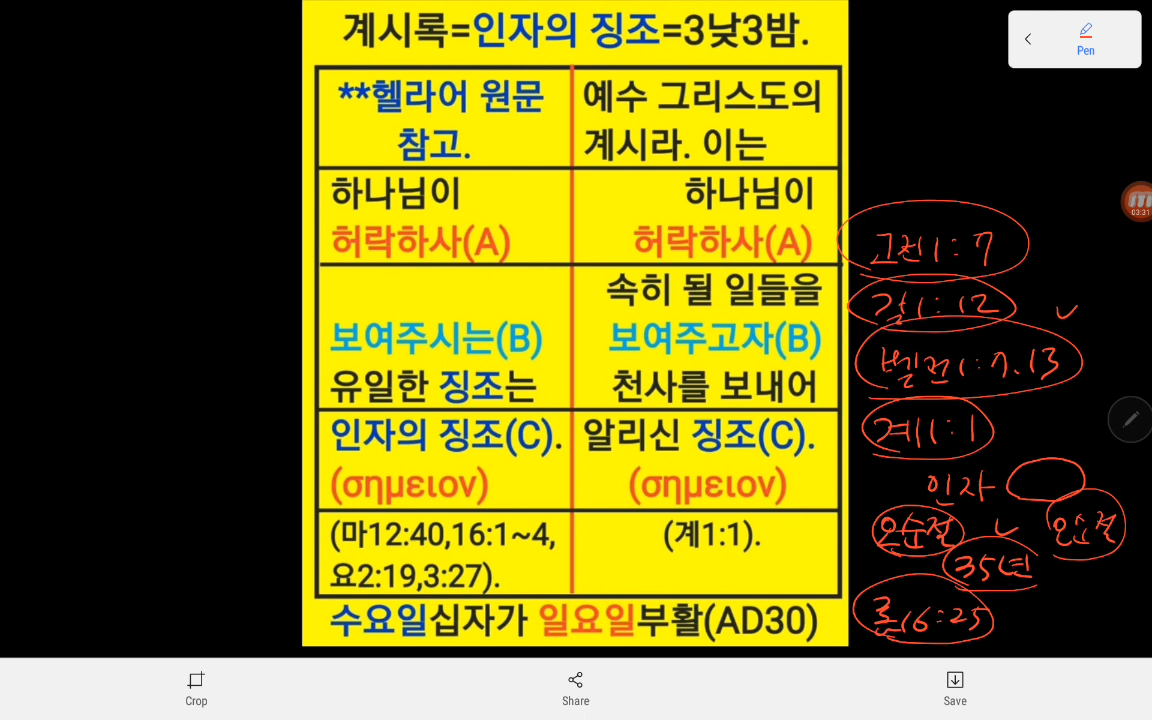 계시록=인자의 징조=3낮3밤.
**헬라어 원문
참고.
예수 그리스도의
계시라. 이는
하나님이
허락하사(A)
하나님이
허락하사(A)
보여주시는(B)
유일한 징조는
속히 될 일들을
보여주고자(B)
천사를 보내어
인자의 징조(C).
(σημειον)
알리신 징조(C).
(σημειον)
(마12:40,16:1~4,
요2:19,3:27).
(계1:1).
수요일십자가 일요일부활(AD30)
고전1:7
갈1:12
벧전1:7.13
계1:1
인자
오순절
오순절
35년
롬16:25
Pen
03:31
Crop
Share
Save